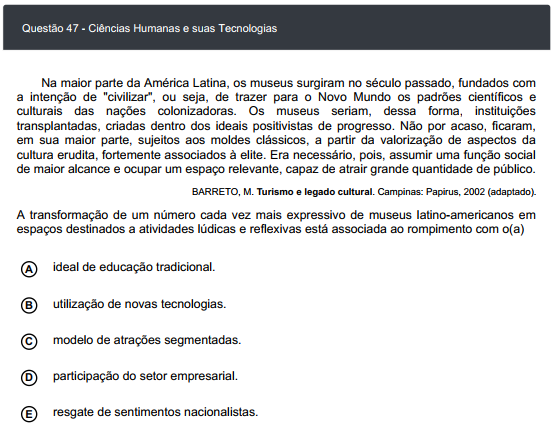 Questão 47 - Ciências Humanas e suas Tecnologias
Na maior parte da América Latina, os museus surgiram no século passado, fundados com
a intenção de "civilizar", ou seja, de trazer para o Novo Mundo os padrões científicos e
culturais das nações colonizadoras. Os museus seriam, dessa forma, instituições
transplantadas, criadas dentro dos ideais positivistas de progresso. Não por acaso, ficaram,
em sua maior parte, sujeitos aos moldes clássicos, a partir da valorização de aspectos da
cultura erudita, fortemente associados à elite. Era necessário, pois, assumir uma função social
de maior alcance e ocupar um espaço relevante, capaz de atrair grande quantidade de público.
BARRETO, M. Turismo e legado cultural. Campinas: Papirus, 2002 (adaptado).
A transformação de um número cada vez mais expressivo de museus latino-americanos em
espaços destinados a atividades lúdicas e reflexivas está associada ao rompimento com o(a)
A ideal de educação tradicional.
B utilização de novas tecnologias.
C modelo de atrações segmentadas.
D participação do setor empresarial.
E resgate de sentimentos nacionalistas.